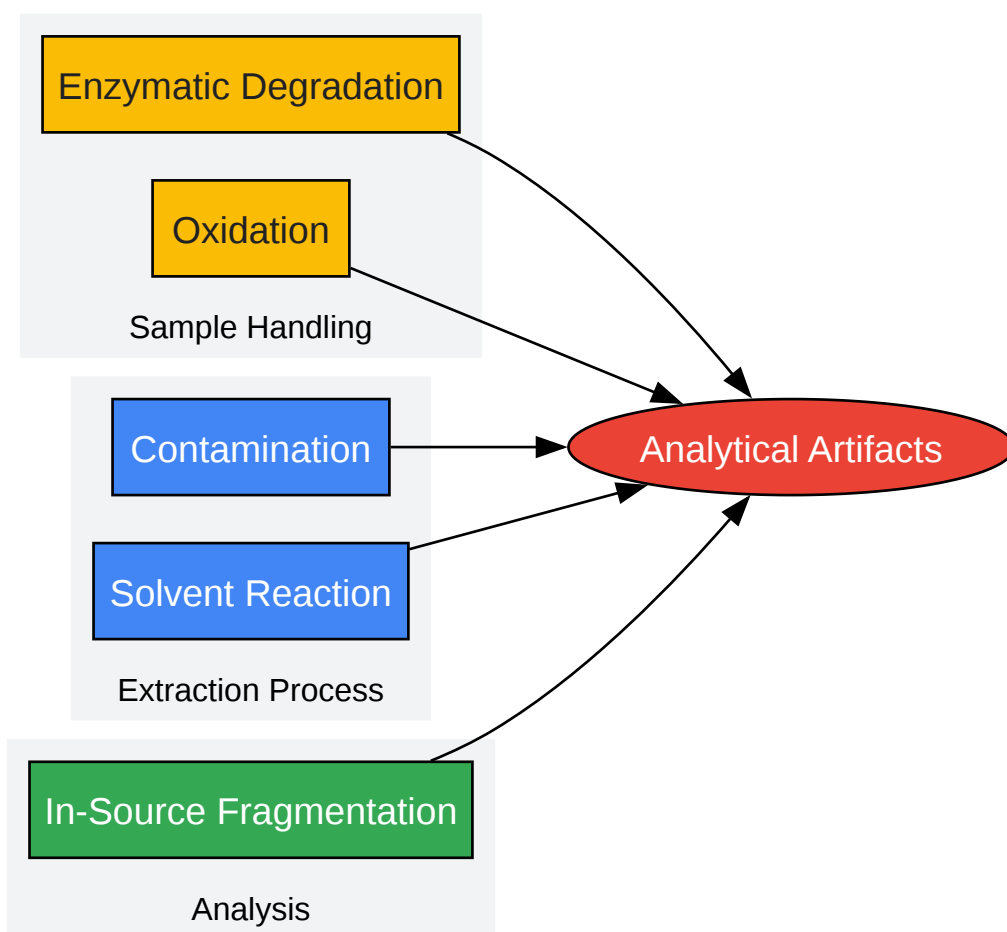 Enzymatic Degradation
Oxidation
Sample Handling
Contamination
Analytical Artifacts
Solvent Reaction
Extraction Process
In-Source Fragmentation
Analysis